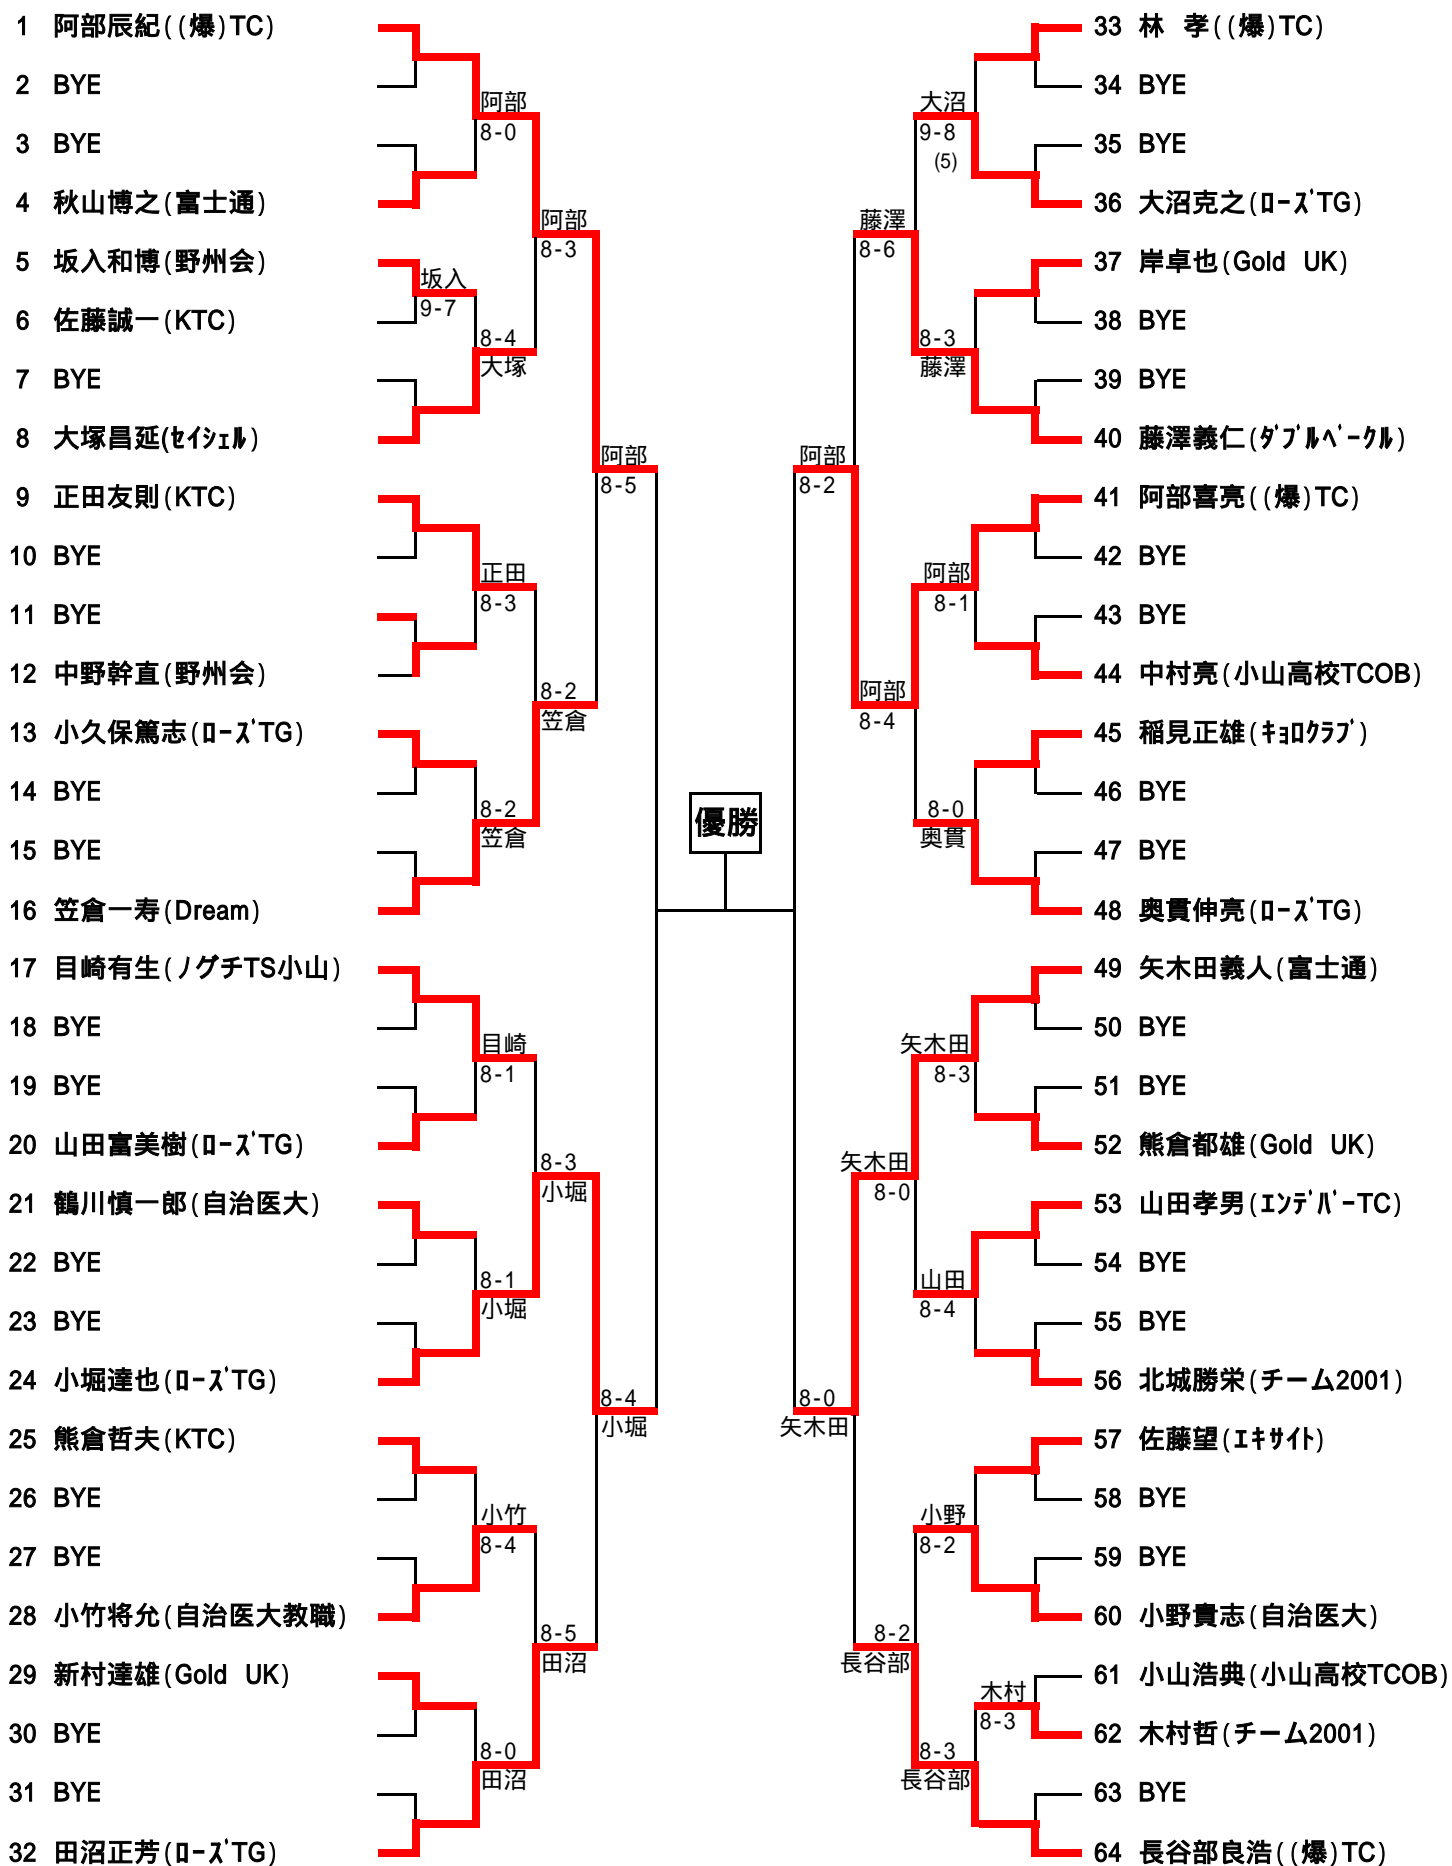 1 阿部辰紀((爆)TC)
2 BYE
3 BYE
4 秋山博之(富士通)
5 坂入和博(野州会)
6 佐藤誠一(KTC)
7 BYE
8 大塚昌延(ｾｲｼｪﾙ)
9 正田友則(KTC)
10 BYE
11 BYE
12 中野幹直(野州会)
13 小久保篤志(ﾛｰｽﾞTG)
14 BYE
15 BYE
16 笠倉一寿(Dream)
17 目崎有生(ノグチTS小山)
18 BYE
19 BYE
20 山田富美樹(ﾛｰｽﾞTG)
21 鶴川慎一郎(自治医大)
22 BYE
23 BYE
24 小堀達也(ﾛｰｽﾞTG)
25 熊倉哲夫(KTC)
26 BYE
27 BYE
28 小竹将允(自治医大教職)
29 新村達雄(Gold UK)
30 BYE
31 BYE
32 田沼正芳(ﾛｰｽﾞTG)
坂入
9-7
阿部
8-0
8-4
大塚
正田
8-3
8-2
笠倉
目崎
8-1
8-1
小堀
小竹
8-4
8-0
田沼
阿部
8-3
8-2
笠倉
8-3
小堀
8-5
田沼
阿部
8-5
8-4
小堀
優勝
阿部
8-2
8-0
矢木田
藤澤
8-6
阿部
8-4
矢木田
8-0
8-2
長谷部
大沼
9-8
(5)
8-3
藤澤
阿部
8-1
8-0
奥貫
矢木田
8-3
山田
8-4
小野
8-2
8-3
長谷部
木村
8-3
33 林 孝((爆)TC)
34 BYE
35 BYE
36 大沼克之(ﾛｰｽﾞTG)
37 岸卓也(Gold UK)
38 BYE
39 BYE
40 藤澤義仁(ﾀﾞﾌﾞﾙﾍﾞｰｸﾙ)
41 阿部喜亮((爆)TC)
42 BYE
43 BYE
44 中村亮(小山高校TCOB)
45 稲見正雄(ｷｮﾛｸﾗﾌﾞ)
46 BYE
47 BYE
48 奥貫伸亮(ﾛｰｽﾞTG)
49 矢木田義人(富士通)
50 BYE
51 BYE
52 熊倉都雄(Gold UK)
53 山田孝男(ｴﾝﾃﾞﾊﾞｰTC)
54 BYE
55 BYE
56 北城勝栄(チーム2001)
57 佐藤望(ｴｷｻｲﾄ)
58 BYE
59 BYE
60 小野貴志(自治医大)
61 小山浩典(小山高校TCOB)
62 木村哲(チーム2001)
63 BYE
64 長谷部良浩((爆)TC)